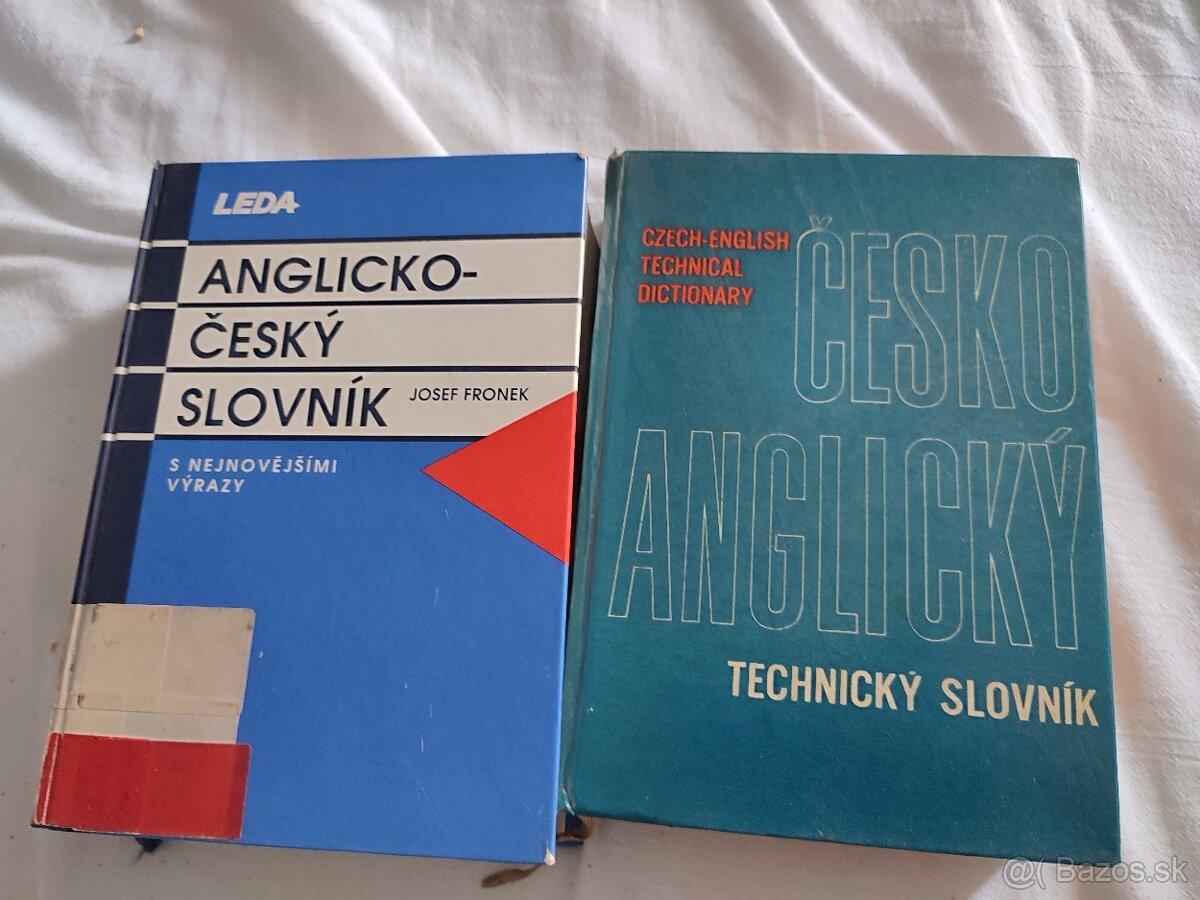 LEDA
ANGLICKO-
ČESKÝ
SLOVNÍK
JOSEF FRONEK
S NEJNOVĚJŠÍMI
VÝRAZY
CZECH-ENGLISH
TECHNICAL
DICTIONARY
ČESKO
ANGLICKÝ
TECHNICKÝ SLOVNÍK
@( Bazos.sk